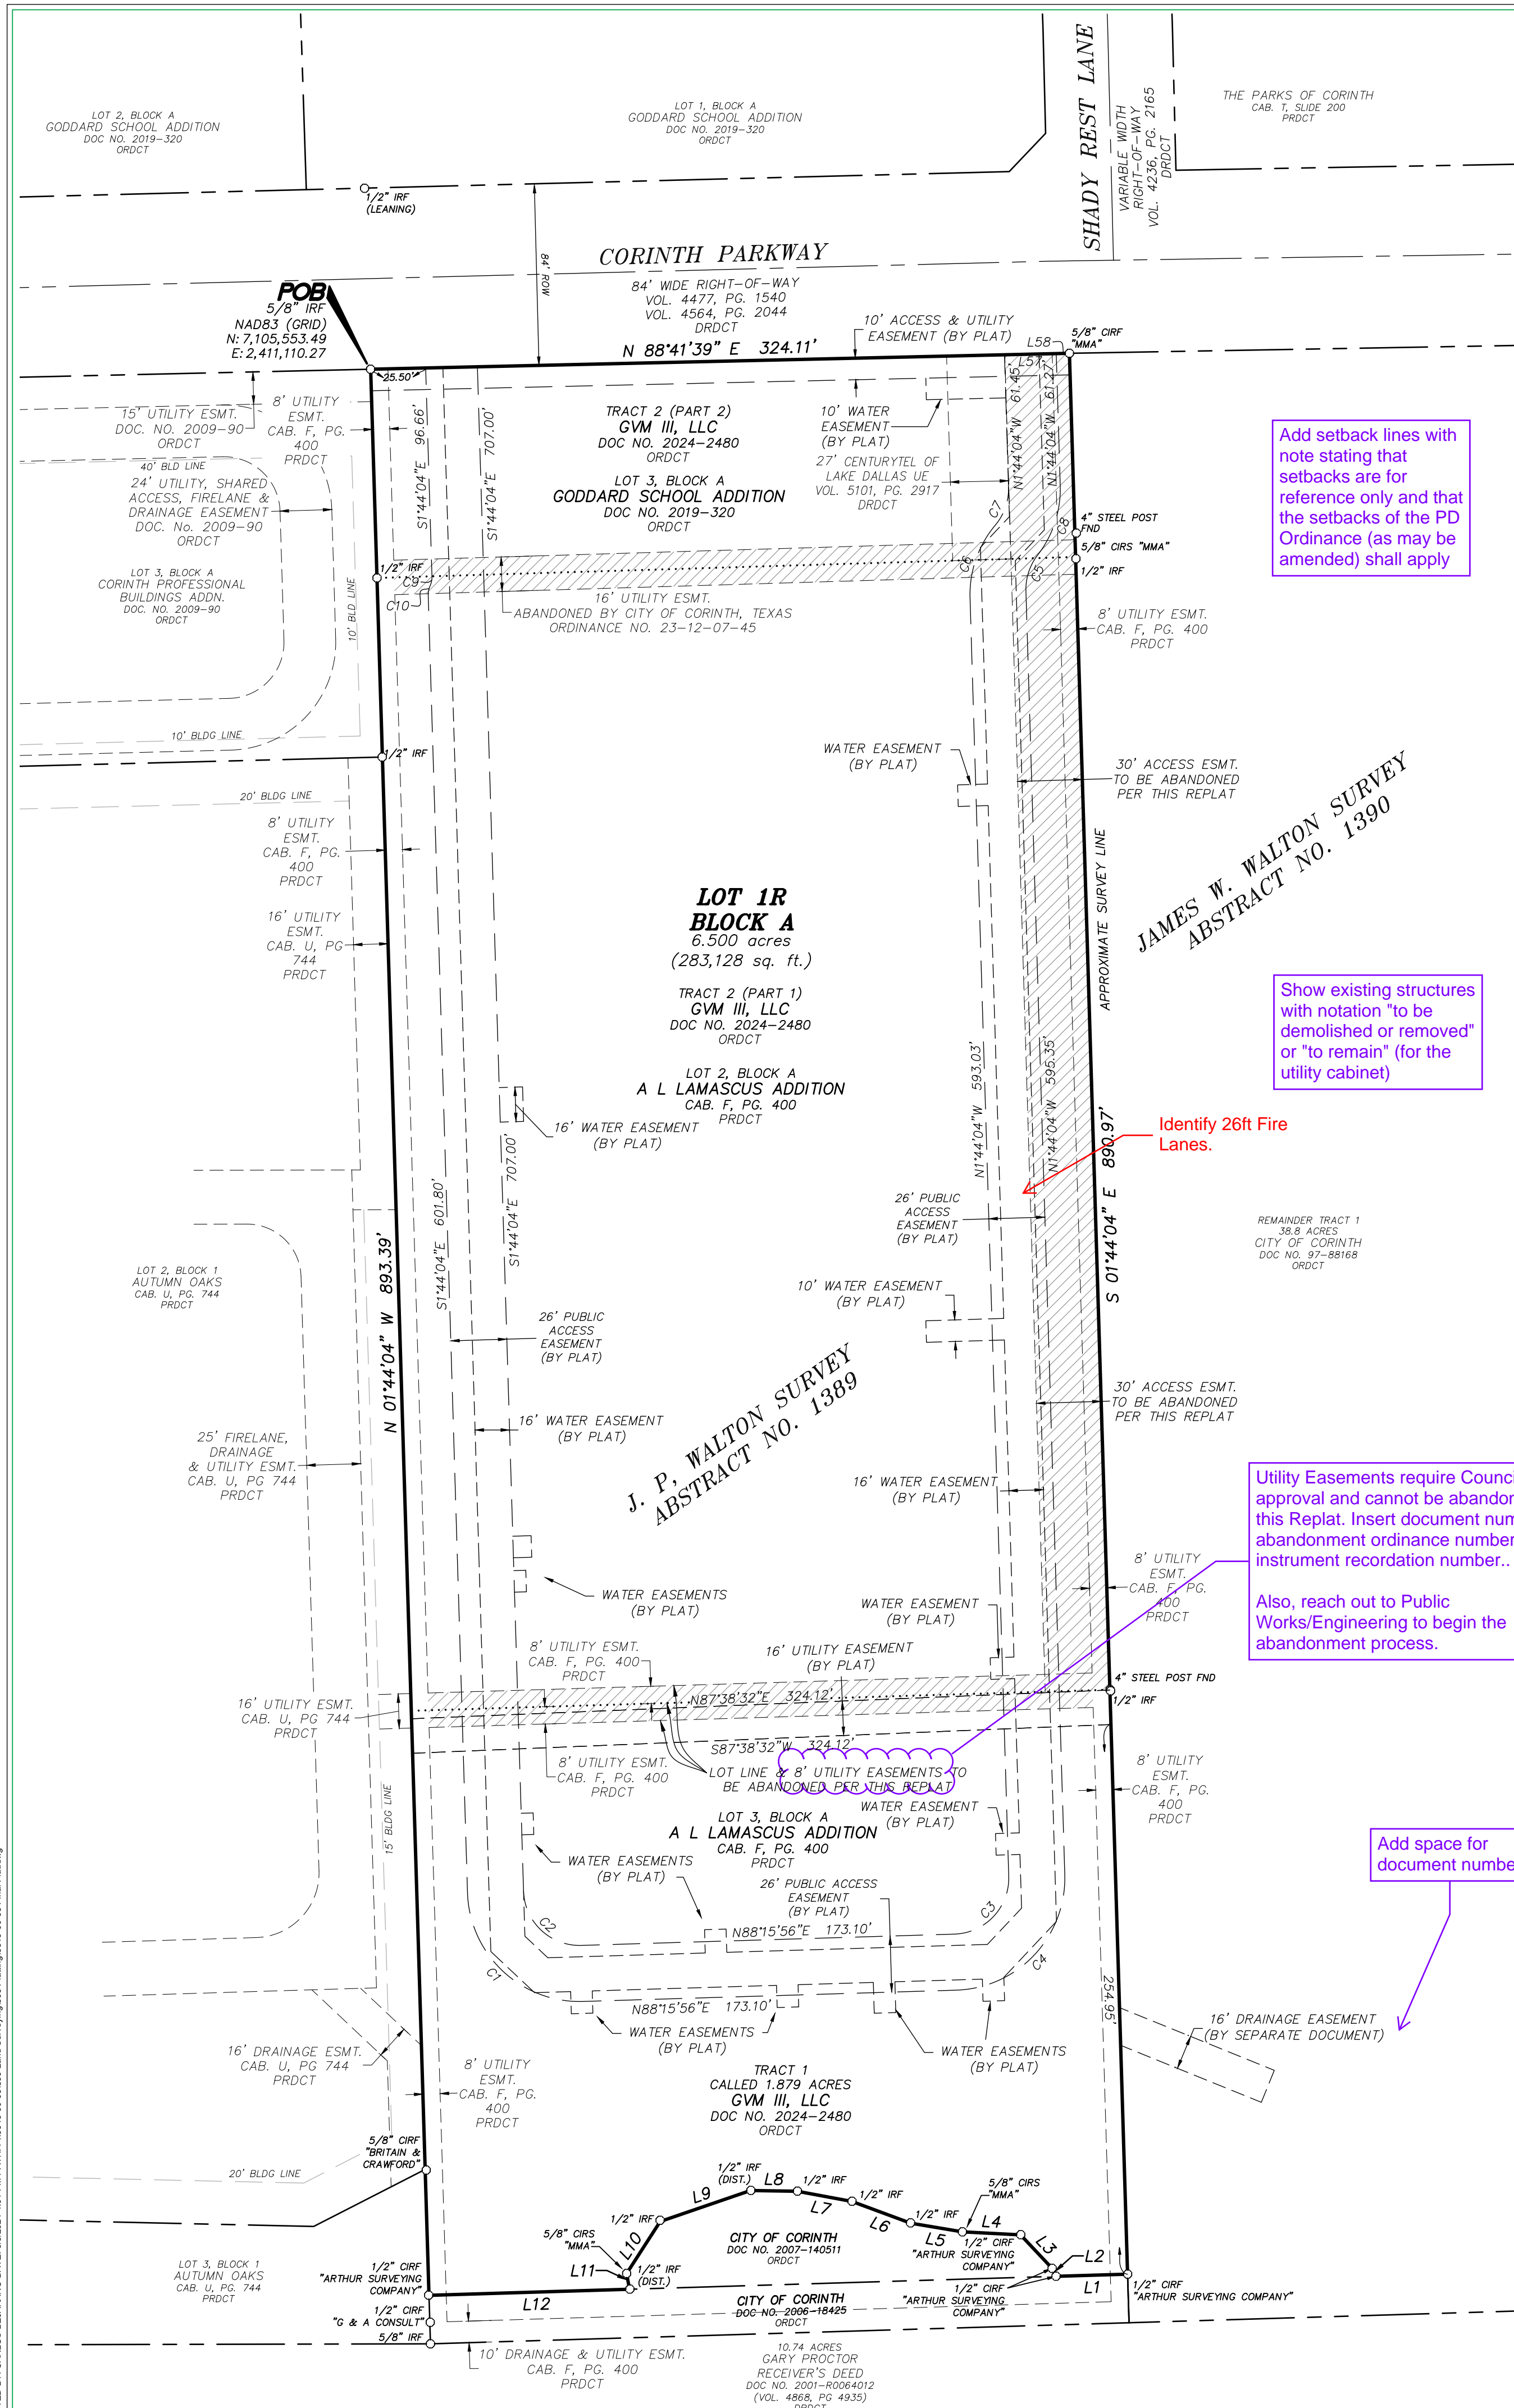 LOT 2, BLOCK A
GODDARD SCHOOL ADDITION
DOC NO. 2019-320
ORDCT
LOT 1, BLOCK A
GODDARD SCHOOL ADDITION
DOC NO. 2019-320
ORDCT
SHADY REST LANE
VARIABLE WIDTH
RIGHT-OF-WAY
VOL. 4236, PG. 2165
DRDCT
THE PARKS OF CORINTH
CAB. T, SLIDE 200
PRDCT
1/2" IRF
(LEANING)
84' ROW
CORINTH PARKWAY
84' WIDE RIGHT-OF-WAY
VOL. 4477, PG. 1540
VOL. 4564, PG. 2044
DRDCT
POB
5/8" IRF
NAD83 (GRID)
N: 7,105,553.49
E: 2,411,110.27
N 88°41'39" E 324.11'
10' ACCESS & UTILITY
EASEMENT (BY PLAT)
L58
5/8" CIRF
"MMA"
L57
25.50'
15' UTILITY ESMT.
DOC. NO. 2009-90
ORDCT
8' UTILITY
ESMT.
CAB. F, PG.
400
PRDCT
S1°44'04"E 96.66'
S1°44'04"E 707.00'
TRACT 2 (PART 2)
GVM III, LLC
DOC NO. 2024-2480
ORDCT
LOT 3, BLOCK A
GODDARD SCHOOL ADDITION
DOC NO. 2019-320
ORDCT
10' WATER
EASEMENT
(BY PLAT)
27' CENTURYTEL OF
LAKE DALLAS UE
VOL. 5101, PG. 2917
DRDCT
N1°44'04"W 61.45'
N1°44'04"W 61.27'
Add setback lines with
note stating that
setbacks are for
reference only and that
the setbacks of the PD
Ordinance (as may be
amended) shall apply
40' BLD LINE
24' UTILITY, SHARED
ACCESS, FIRELANE &
DRAINAGE EASEMENT
DOC. No. 2009-90
ORDCT
C7
C8
C6
C5
4" STEEL POST
FND
5/8" CIRS "MMA"
1/2" IRF
LOT 3, BLOCK A
CORINTH PROFESSIONAL
BUILDINGS ADDN.
DOC. NO. 2009-90
ORDCT
10' BLD LINE
1/2" IRF
C9
C10
16' UTILITY ESMT.
ABANDONED BY CITY OF CORINTH, TEXAS
ORDINANCE NO. 23-12-07-45
8' UTILITY ESMT.
CAB. F, PG. 400
PRDCT
10' BLDG LINE
1/2" IRF
WATER EASEMENT
(BY PLAT)
30' ACCESS ESMT.
TO BE ABANDONED
PER THIS REPLAT
20' BLDG LINE
8' UTILITY
ESMT.
CAB. F, PG.
400
PRDCT
APPROXIMATE SURVEY LINE
JAMES W. WALTON SURVEY
ABSTRACT NO. 1390
16' UTILITY
ESMT.
CAB. U, PG
744
PRDCT
LOT 1R
BLOCK A
6.500 acres
(283,128 sq. ft.)
TRACT 2 (PART 1)
GVM III, LLC
DOC NO. 2024-2480
ORDCT
LOT 2, BLOCK A
A L LAMASCUS ADDITION
CAB. F, PG. 400
PRDCT
Show existing structures
with notation "to be
demolished or removed"
or "to remain" (for the
utility cabinet)
16' WATER EASEMENT
(BY PLAT)
S1°44'04"E 601.80'
S1°44'04"E 707.00'
N1°44'04"W 593.03'
N1°44'04"W 595.35'
S 01°44'04" E 890.97'
Identify 26ft Fire
Lanes.
26' PUBLIC
ACCESS
EASEMENT
(BY PLAT)
REMAINDER TRACT 1
38.8 ACRES
CITY OF CORINTH
DOC NO. 97-88168
ORDCT
LOT 2, BLOCK 1
AUTUMN OAKS
CAB. U, PG. 744
PRDCT
N 01°44'04" W 893.39'
10' WATER EASEMENT
(BY PLAT)
26' PUBLIC
ACCESS
EASEMENT
(BY PLAT)
J. P. WALTON SURVEY
ABSTRACT NO. 1389
30' ACCESS ESMT.
TO BE ABANDONED
PER THIS REPLAT
16' WATER EASEMENT
(BY PLAT)
25' FIRELANE,
DRAINAGE
& UTILITY ESMT.
CAB. U, PG 744
PRDCT
16' WATER EASEMENT
(BY PLAT)
Utility Easements require Counci
approval and cannot be abandon
this Replat. Insert document num
abandonment ordinance number
instrument recordation number..
Also, reach out to Public
Works/Engineering to begin the
abandonment process.
8' UTILITY
ESMT.
CAB. F, PG.
400
PRDCT
WATER EASEMENTS
(BY PLAT)
WATER EASEMENT
(BY PLAT)
8' UTILITY ESMT.
CAB. F, PG. 400
PRDCT
16' UTILITY EASEMENT
(BY PLAT)
4" STEEL POST FND
1/2" IRF
16' UTILITY ESMT.
CAB. U, PG 744
PRDCT
N87°38'32"E 324.12'
S87°38'32"W 324.12'
8' UTILITY ESMT.
CAB. F, PG. 400
PRDCT
LOT LINE & 8' UTILITY EASEMENTS TO
BE ABANDONED PER THIS REPLAT
8' UTILITY
ESMT.
CAB. F, PG.
400
PRDCT
15' BLDG LINE
LOT 3, BLOCK A
A L LAMASCUS ADDITION
CAB. F, PG. 400
PRDCT
WATER EASEMENT
(BY PLAT)
Add space for
document numbe
WATER EASEMENTS
(BY PLAT)
26' PUBLIC ACCESS
EASEMENT
(BY PLAT)
C2
C3
N88°15'56"E 173.10'
C1
C4
N88°15'56"E 173.10'
254.95'
WATER EASEMENTS
(BY PLAT)
WATER EASEMENTS
(BY PLAT)
16' DRAINAGE EASEMENT
(BY SEPARATE DOCUMENT)
16' DRAINAGE ESMT.
CAB. U, PG 744
PRDCT
8' UTILITY
ESMT.
CAB. F, PG.
400
PRDCT
TRACT 1
CALLED 1.879 ACRES
GVM III, LLC
DOC NO. 2024-2480
ORDCT
5/8" CIRF
"BRITAIN &
CRAWFORD"
20' BLDG LINE
1/2" IRF
(DIST.)
L8
1/2" IRF
L9
L7
1/2" IRF
5/8" CIRS
"MMA"
1/2" IRF
L6
1/2" IRF
L5
L4
5/8" CIRS
"MMA"
L10
CITY OF CORINTH
DOC NO. 2007-140511
ORDCT
1/2" CIRF
"ARTHUR SURVEYING
COMPANY"
L3
L2
LOT 3, BLOCK 1
AUTUMN OAKS
CAB. U, PG. 744
PRDCT
1/2" CIRF
"ARTHUR SURVEYING
COMPANY"
L11
1/2" IRF
(DIST.)
L12
CITY OF CORINTH
DOC NO. 2006-18425
ORDCT
1/2" CIRF
"ARTHUR SURVEYING
COMPANY"
L1
1/2" CIRF
"ARTHUR SURVEYING COMPANY"
1/2" CIRF
"G & A CONSULT"
5/8" IRF
10' DRAINAGE & UTILITY ESMT.
CAB. F, PG. 400
PRDCT
10.74 ACRES
GARY PROCTOR
RECEIVER'S DEED
DOC NO. 2001-R0064012
(VOL. 4868, PG 4935)
DRDCT